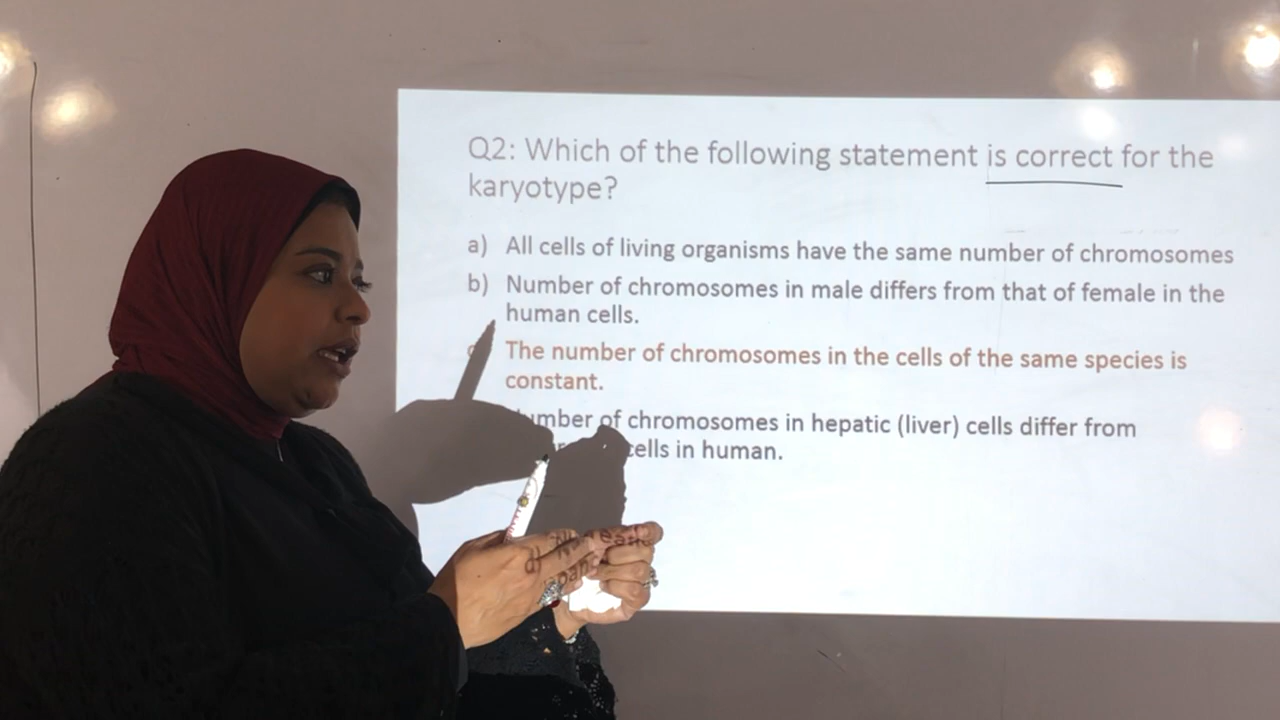 Q2: Which of the following statement is correct for the
karyotype?
a) All cells of living organisms have the same number of chromosomes
b) Number of chromosomes in male differs from that of female in the
human cells.
The number of chromosomes in the cells of the same species is
constant.
of chromosomes in hepatic (liver) cells differ from
cells in human.